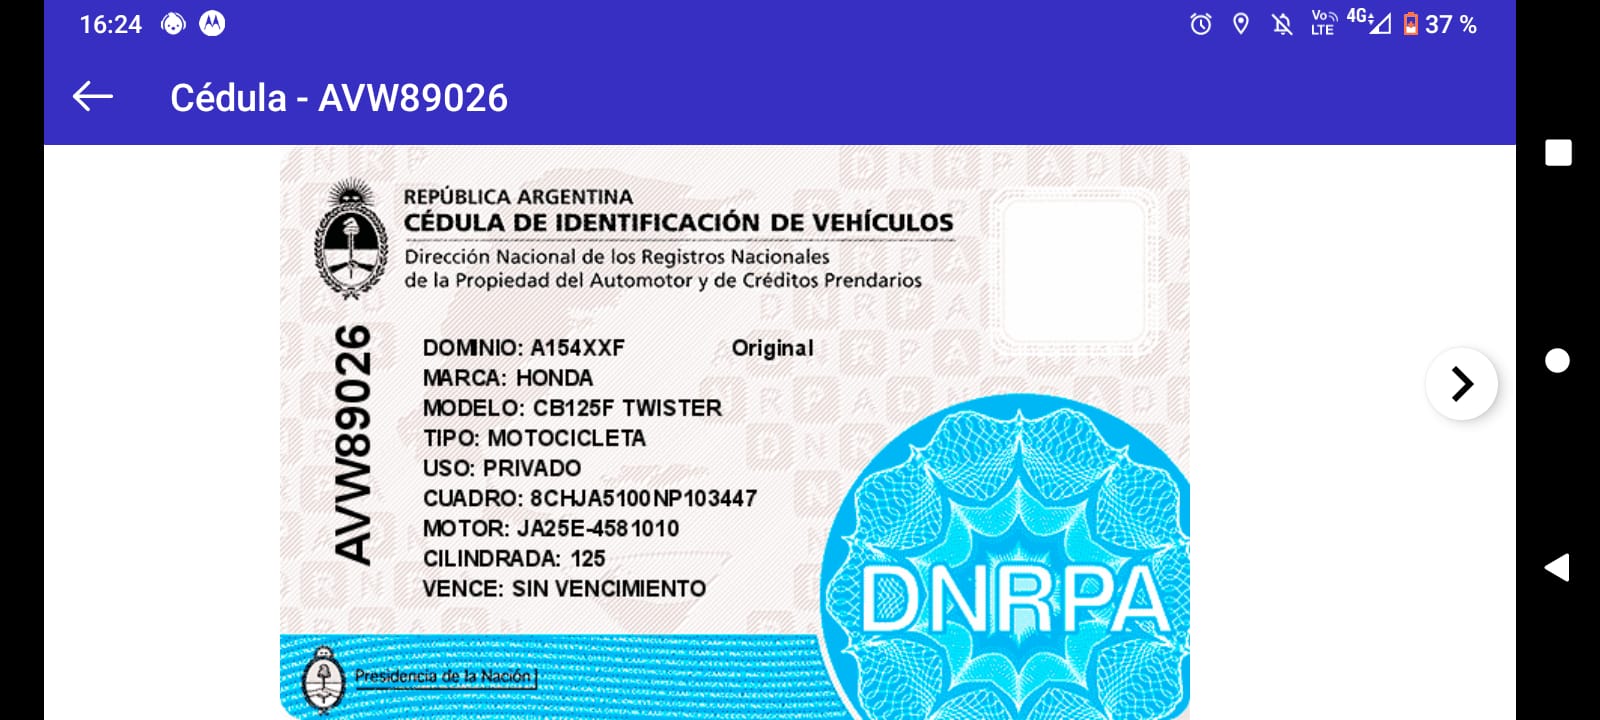 16:24
Vo LTE 4G 37 %
Cédula - AVW89026
REPÚBLICA ARGENTINA
CÉDULA DE IDENTIFICACIÓN DE VEHÍCULOS
Dirección Nacional de los Registros Nacionales
de la Propiedad del Automotor y de Créditos Prendarios
AVW89026
DOMINIO: A154XXF Original
MARCA: HONDA
MODELO: CB125F TWISTER
TIPO: MOTOCICLETA
USO: PRIVADO
CUADRO: 8CHJA5100NP103447
MOTOR: JA25E-4581010
CILINDRADA: 125
VENCE: SIN VENCIMIENTO
DNRPA
Presidencia de la Nación